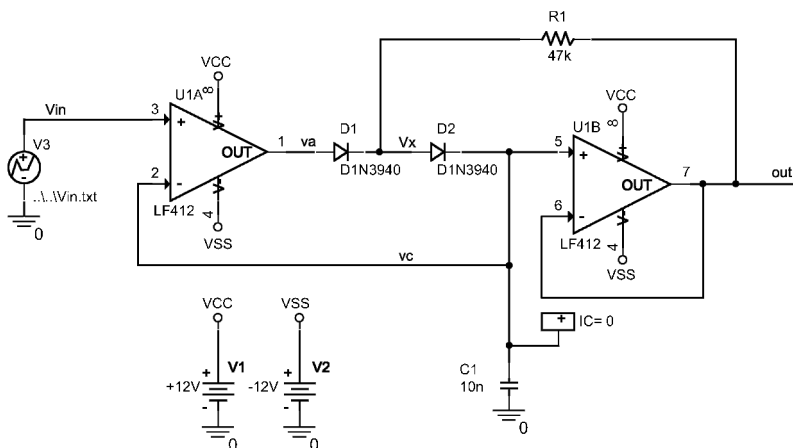 R1
47k
VCC
8
U1A
Vin
3
+
V3
+
-
..\..\Vin.txt
0
2
-
OUT
1
va
D1
D1N3940
Vx
D2
D1N3940
LF412
4
VSS
VCC
8
U1B
5
+
OUT
7
out
6
-
LF412
4
VSS
vc
VCC
VSS
+
IC= 0
+
V1
+12V
-
0
+
V2
-12V
-
0
C1
10n
0